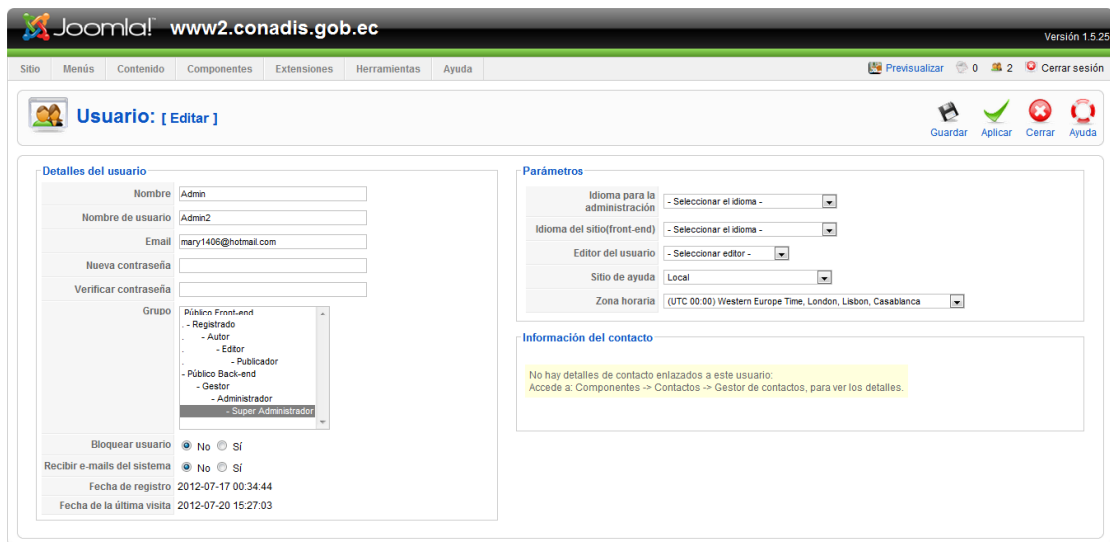 Joomla! www2.conadis.gob.ec
Versión 1.5.25
Sitio Menús Contenido Componentes Extensiones Herramientas Ayuda Previsualizar 0 2 Cerrar sesión
Usuario: [ Editar ]
Guardar Aplicar Cerrar Ayuda
Detalles del usuario
Nombre Admin
Nombre de usuario Admin2
Email mary1406@hotmail.com
Nueva contraseña
Verificar contraseña
Grupo
Público Front-end
. - Registrado
. - Autor
. - Editor
. - Publicador
- Público Back-end
- Gestor
- Administrador
- Super Administrador
Bloquear usuario No Sí
Recibir e-mails del sistema No Sí
Fecha de registro 2012-07-17 00:34:44
Fecha de la última visita 2012-07-20 15:27:03
Parámetros
Idioma para la
administración - Seleccionar el idioma -
Idioma del sitio(front-end) - Seleccionar el idioma -
Editor del usuario - Seleccionar editor -
Sitio de ayuda Local
Zona horaria (UTC 00:00) Western Europe Time, London, Lisbon, Casablanca
Información del contacto
No hay detalles de contacto enlazados a este usuario:
Accede a: Componentes -> Contactos -> Gestor de contactos, para ver los detalles.